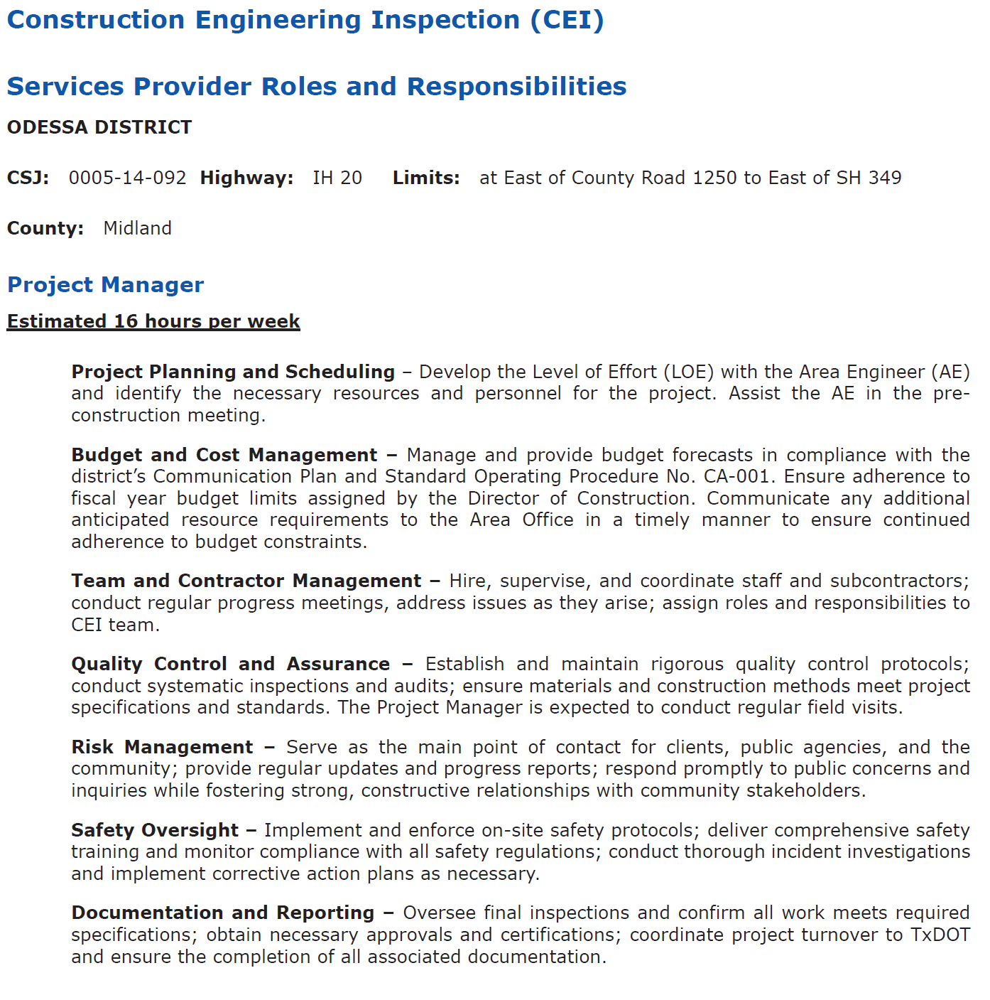 Construction Engineering Inspection (CEI)
Services Provider Roles and Responsibilities
ODESSA DISTRICT
CSJ: 0005-14-092 Highway: IH 20 Limits: at East of County Road 1250 to East of SH 349
County: Midland
Project Manager
Estimated 16 hours per week
Project Planning and Scheduling – Develop the Level of Effort (LOE) with the Area Engineer (AE)
and identify the necessary resources and personnel for the project. Assist the AE in the pre-
construction meeting.
Budget and Cost Management – Manage and provide budget forecasts in compliance with the
district’s Communication Plan and Standard Operating Procedure No. CA-001. Ensure adherence to
fiscal year budget limits assigned by the Director of Construction. Communicate any additional
anticipated resource requirements to the Area Office in a timely manner to ensure continued
adherence to budget constraints.
Team and Contractor Management – Hire, supervise, and coordinate staff and subcontractors;
conduct regular progress meetings, address issues as they arise; assign roles and responsibilities to
CEI team.
Quality Control and Assurance – Establish and maintain rigorous quality control protocols;
conduct systematic inspections and audits; ensure materials and construction methods meet project
specifications and standards. The Project Manager is expected to conduct regular field visits.
Risk Management – Serve as the main point of contact for clients, public agencies, and the
community; provide regular updates and progress reports; respond promptly to public concerns and
inquiries while fostering strong, constructive relationships with community stakeholders.
Safety Oversight – Implement and enforce on-site safety protocols; deliver comprehensive safety
training and monitor compliance with all safety regulations; conduct thorough incident investigations
and implement corrective action plans as necessary.
Documentation and Reporting – Oversee final inspections and confirm all work meets required
specifications; obtain necessary approvals and certifications; coordinate project turnover to TxDOT
and ensure the completion of all associated documentation.